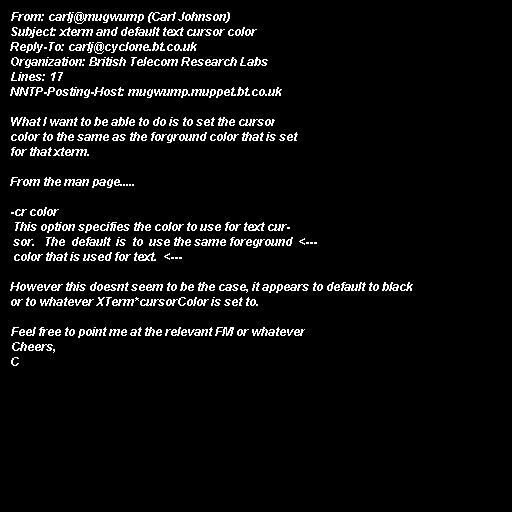 From: carlj@mugwump (Carl Johnson)
Subject: xterm and default text cursor color
Reply-To: carlj@cyclone.bt.co.uk
Organization: British Telecom Research Labs
Lines: 17
NNTP-Posting-Host: mugwump.muppet.bt.co.uk

What I want to be able to do is to set the cursor
color to the same as the forground color that is set
for that xterm.

From the man page.....

-cr color
This option specifies the color to use for text cur-
sor.   The  default  is  to  use the same foreground  <---
color that is used for text.  <---

However this doesnt seem to be the case, it appears to default to black
or to whatever XTerm*cursorColor is set to.

Feel free to point me at the relevant FM or whatever
Cheers,
C